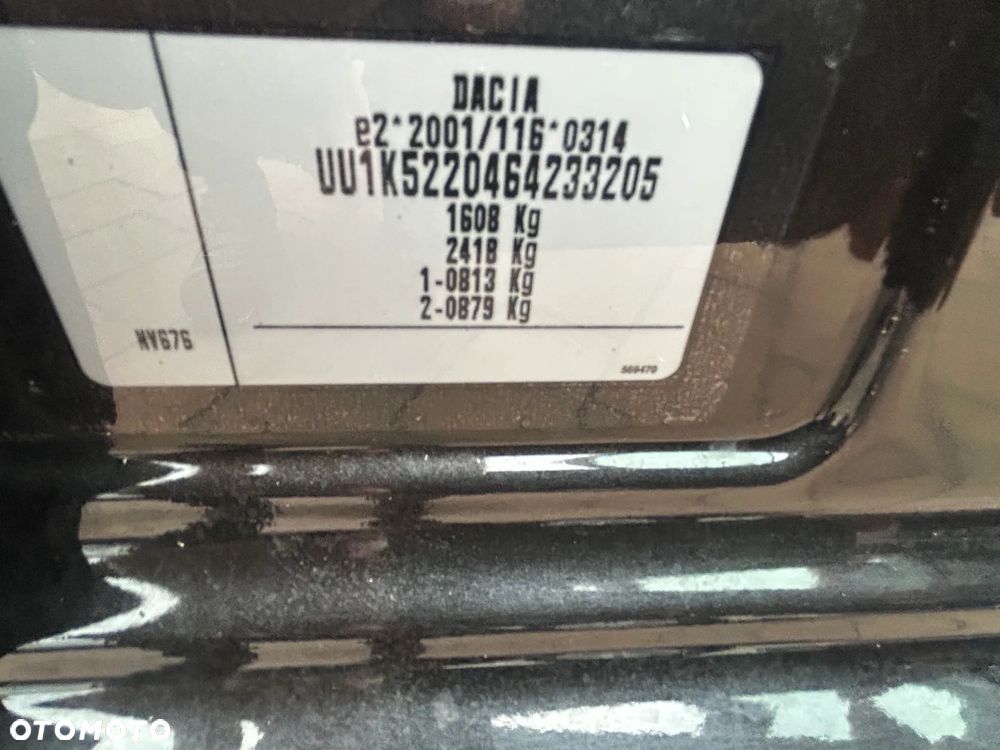 DACIA
e2*2001/116*0314
UU1K5220464233205
1608 Kg
2418 Kg
1-0813 Kg
2-0879 Kg
NV676
569470
OTOMOTO